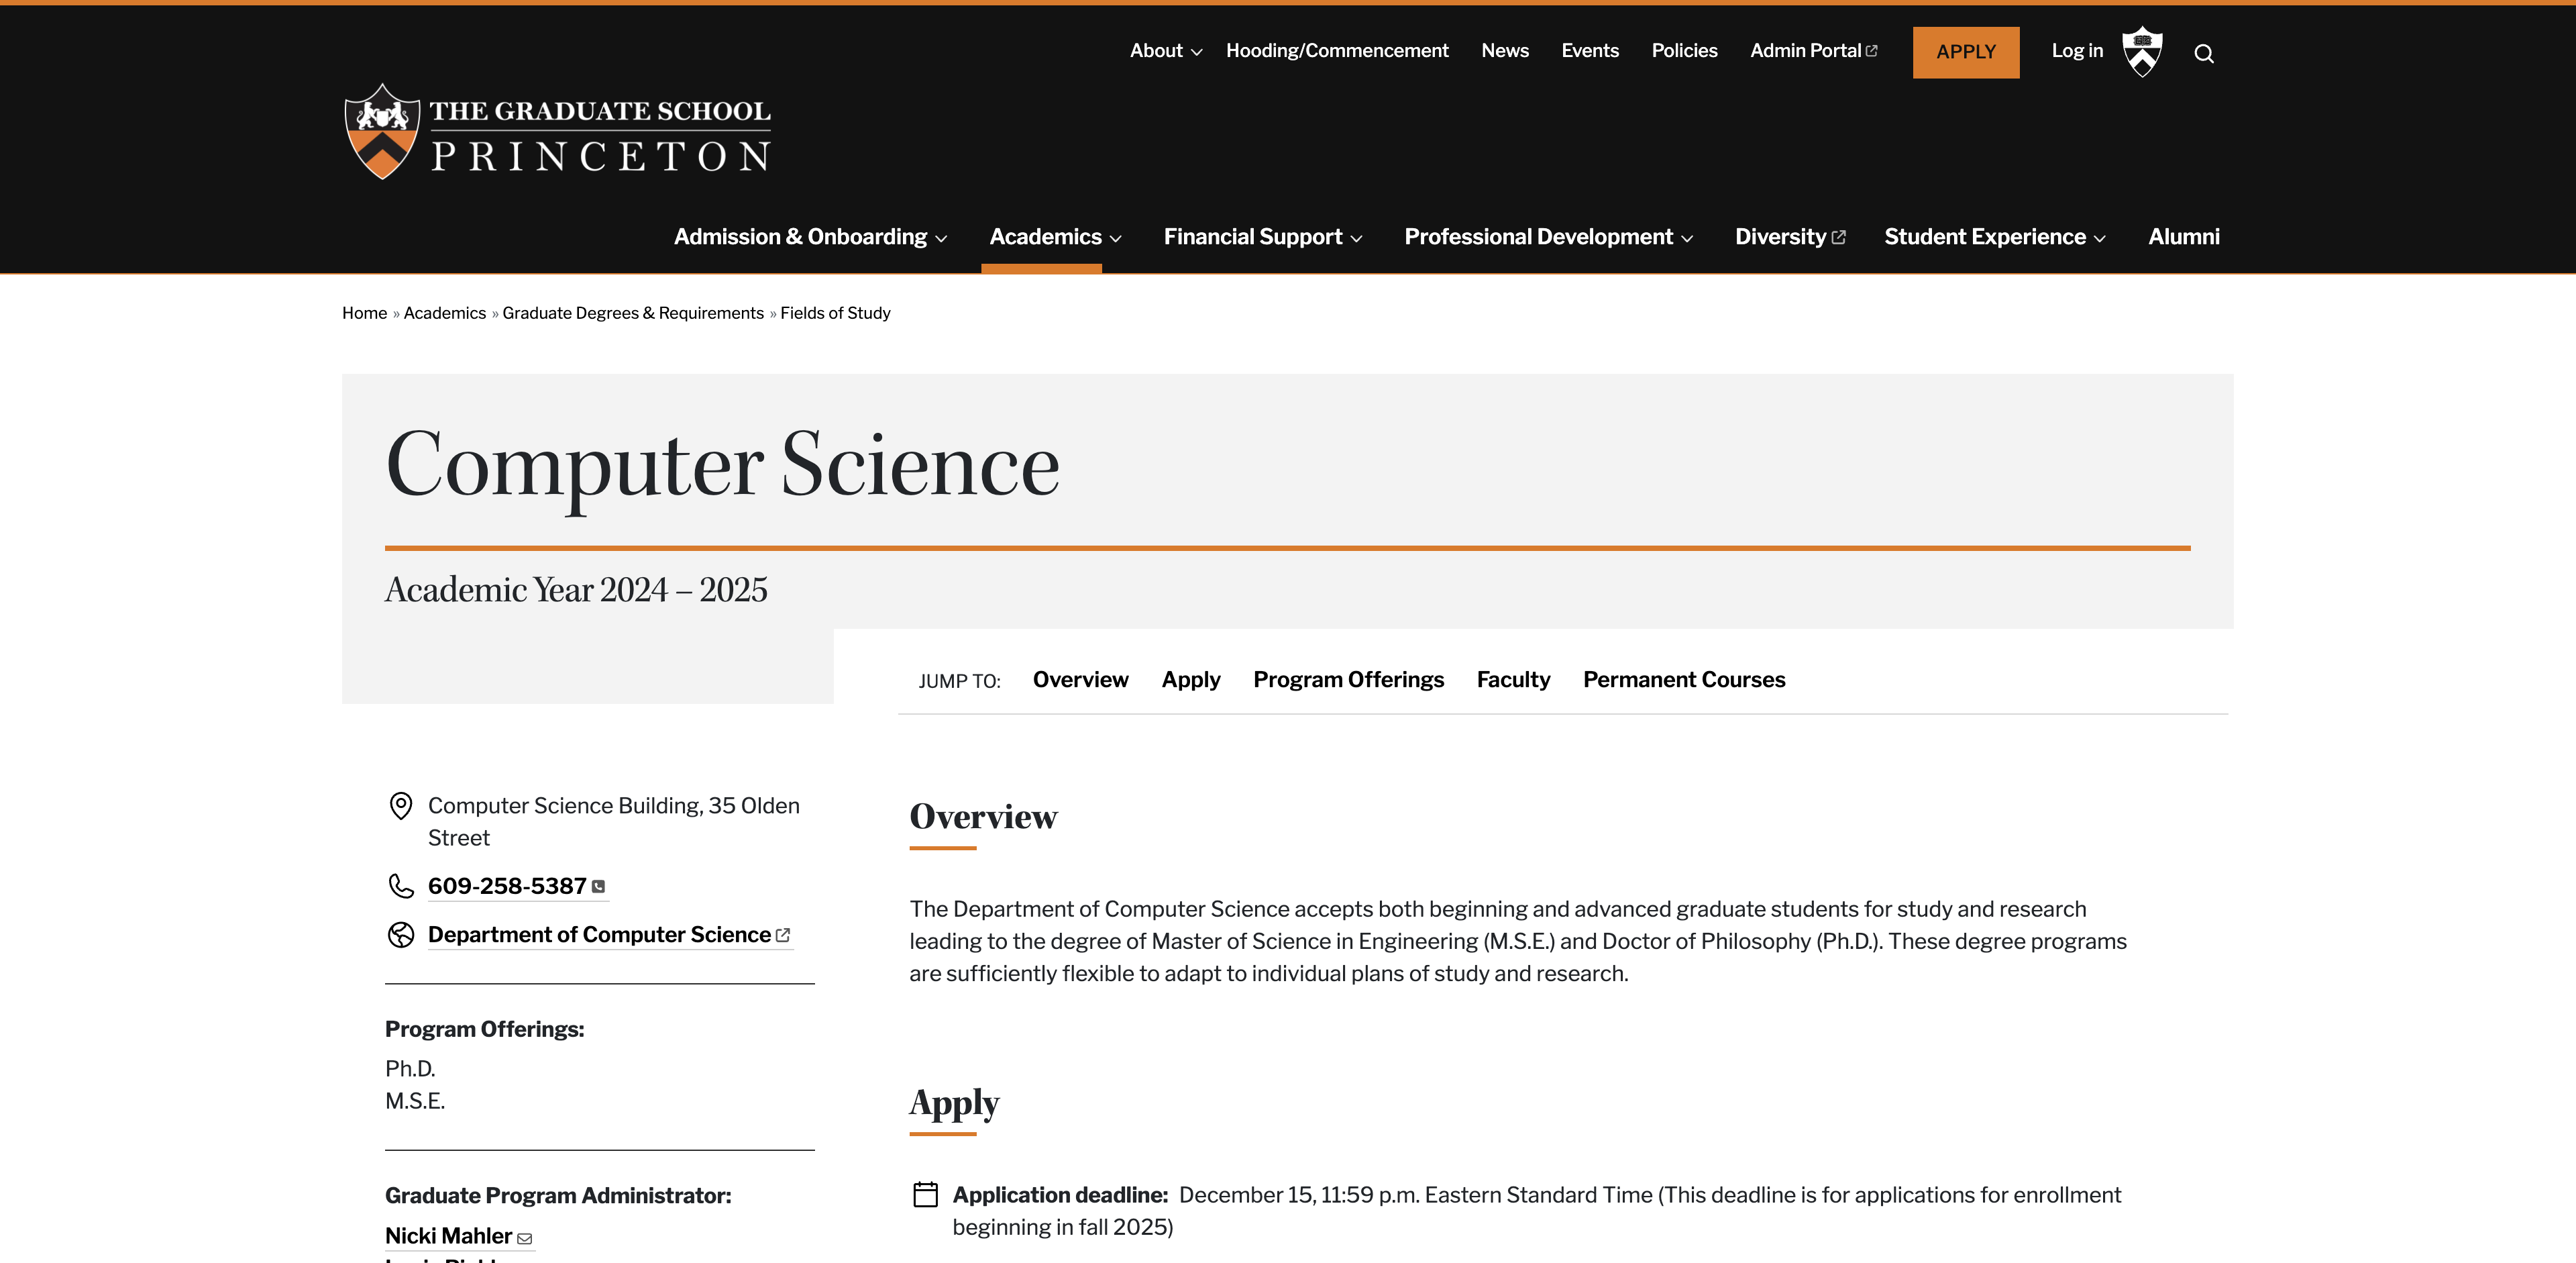 About Hooding/Commencement News Events Policies Admin Portal APPLY Log in
THE GRADUATE SCHOOL
PRINCETON
Admission & Onboarding Academics Financial Support Professional Development Diversity Student Experience Alumni
Home » Academics » Graduate Degrees & Requirements » Fields of Study
Computer Science
Academic Year 2024 – 2025
JUMP TO: Overview Apply Program Offerings Faculty Permanent Courses
Computer Science Building, 35 Olden
Street
609-258-5387
Department of Computer Science
Program Offerings:
Ph.D.
M.S.E.
Graduate Program Administrator:
Nicki Mahler
Overview
The Department of Computer Science accepts both beginning and advanced graduate students for study and research
leading to the degree of Master of Science in Engineering (M.S.E.) and Doctor of Philosophy (Ph.D.). These degree programs
are sufficiently flexible to adapt to individual plans of study and research.
Apply
Application deadline: December 15, 11:59 p.m. Eastern Standard Time (This deadline is for applications for enrollment
beginning in fall 2025)